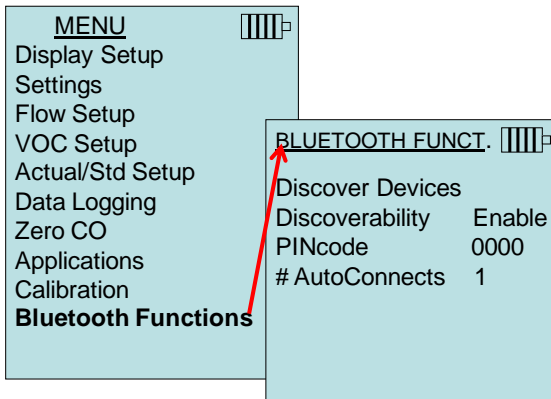 MENU
Display Setup
Settings
Flow Setup
VOC Setup
Actual/Std Setup
Data Logging
Zero CO
Applications
Calibration
Bluetooth Functions
BLUETOOTH FUNCT.
Discover Devices
Discoverability Enable
PINcode 0000
# AutoConnects 1